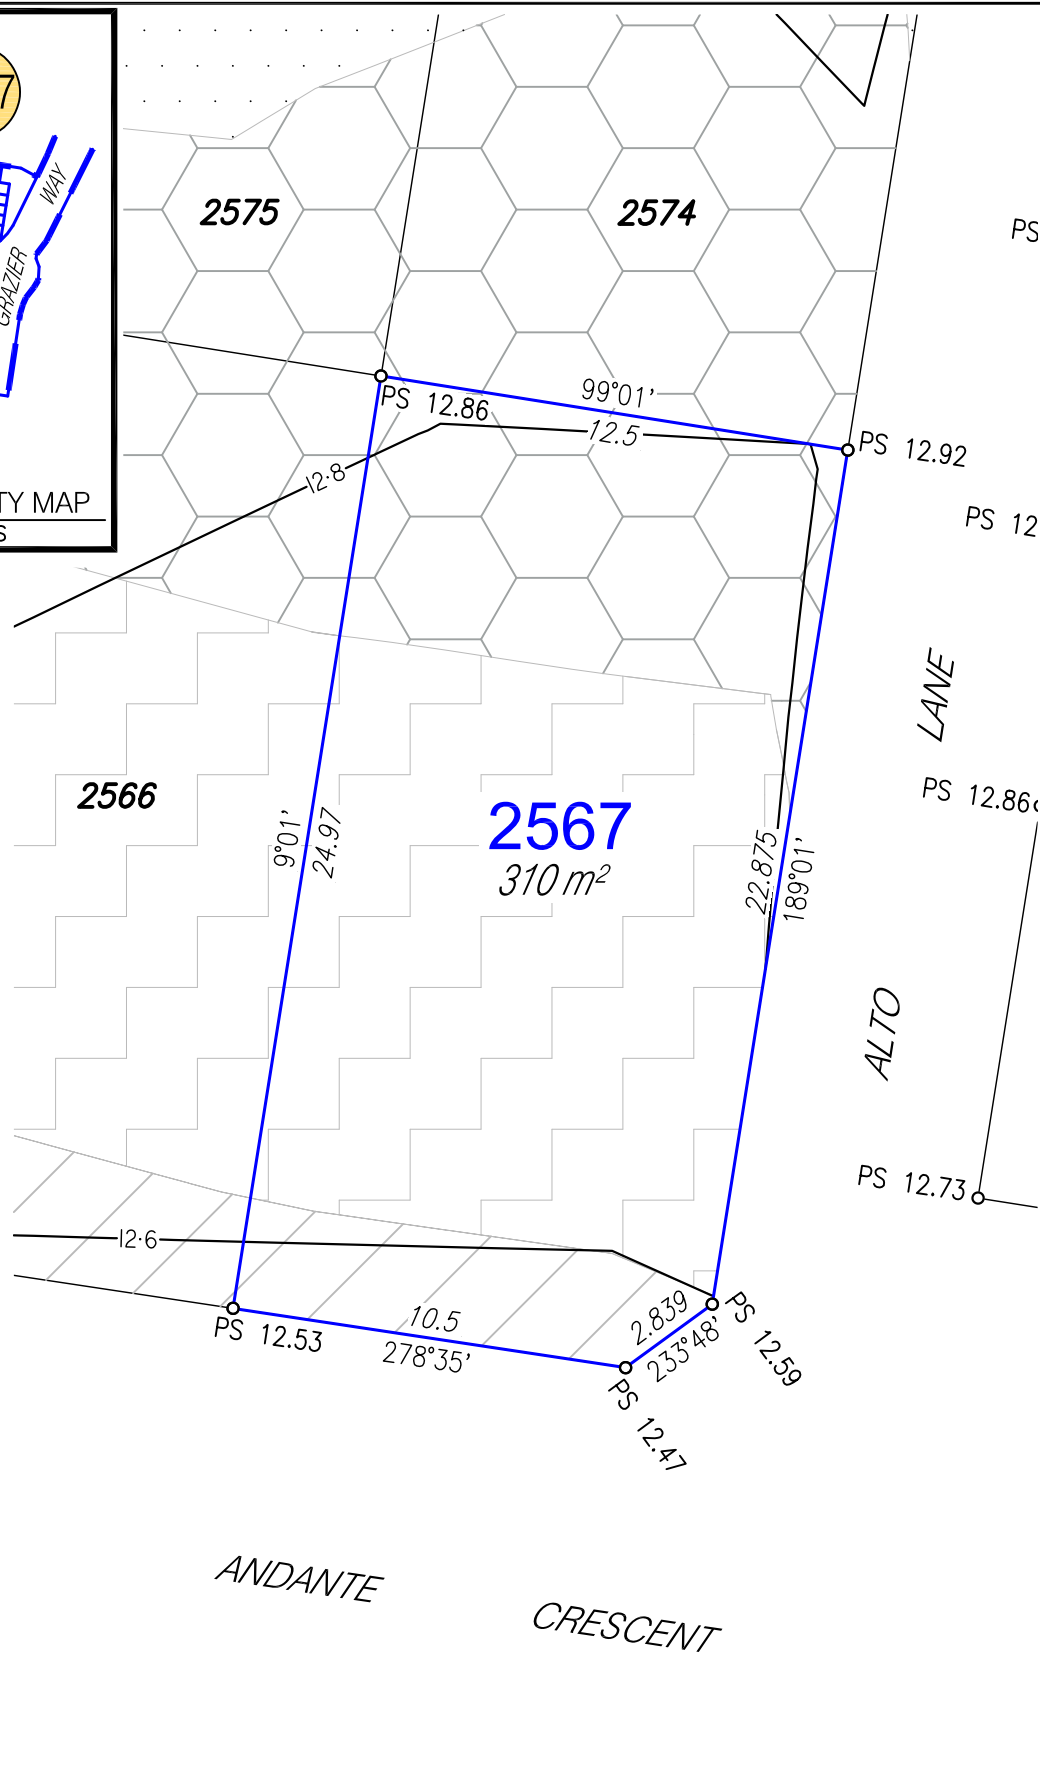 7
WAY
GRAZIER
TY MAP
S
2575
2574
PS
99°01'
PS 12.86
12.5
PS 12.92
12·8
PS 12
LANE
2566
2567
310 m²
9°01'
24.97
22.875
189°01'
PS 12.86
ALTO
PS 12.73
12·6
10.5
278°35'
PS 12.53
2.839
233°48'
PS 12.59
PS 12.47
ANDANTE CRESCENT